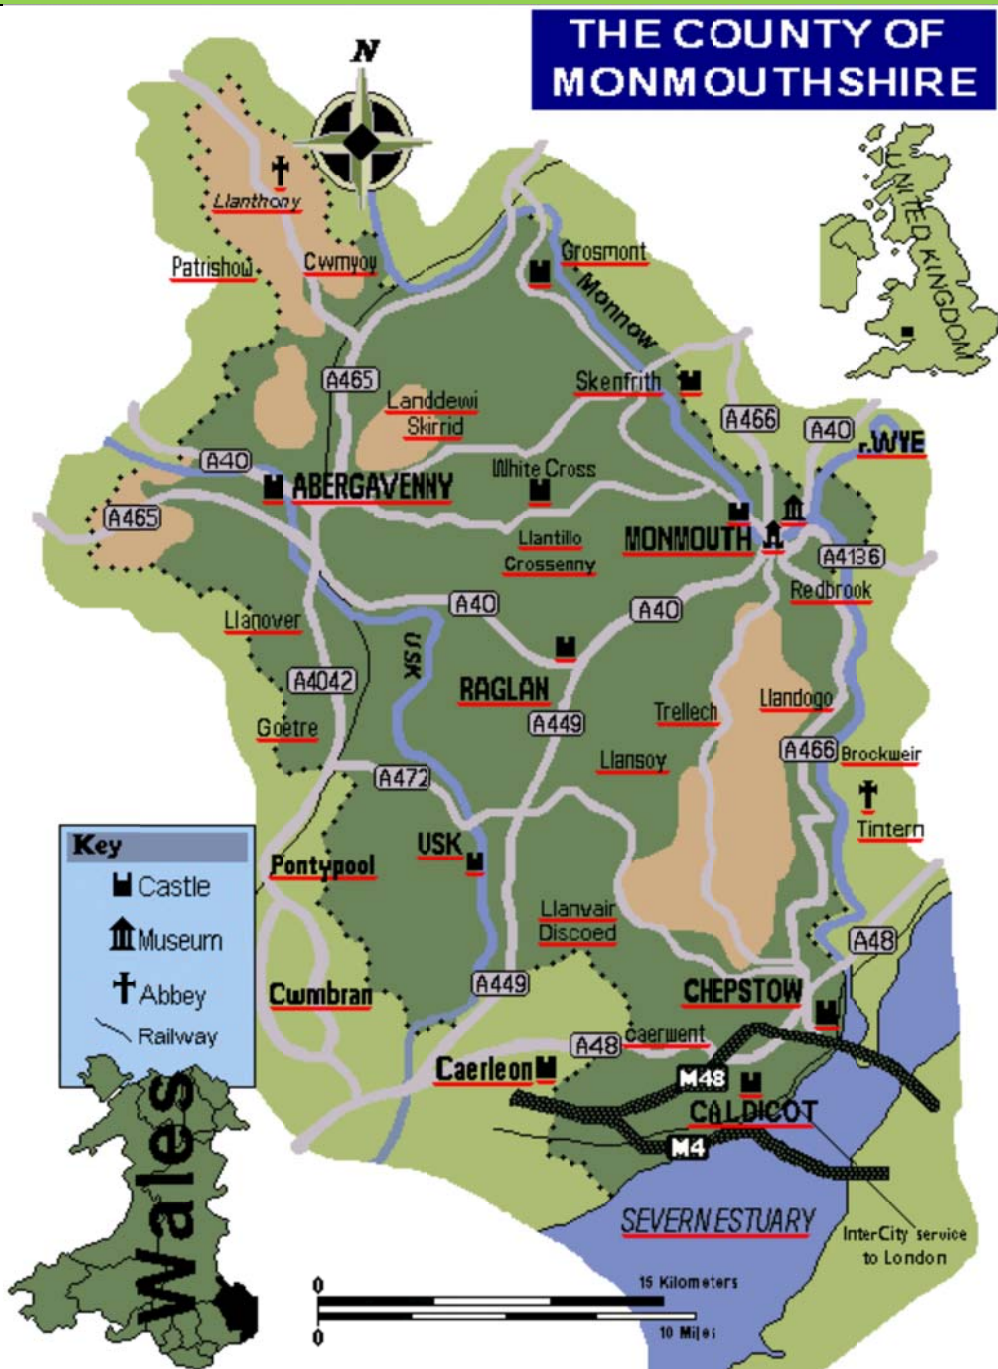 THE COUNTY OF
MONMOUTHSHIRE
N
UNITED KINGDOM
Llanthony
Patrishow
Cwmyoy
Grosmont
Monnow
A465
Skenfrith
Landdewi
Skirrid
A466
A40
r.WYE
A40
White Cross
ABERGAVENNY
A465
Llantilio
Crossenny
MONMOUTH
A4136
Redbrook
A40
A40
Llanover
USK
A4042
RAGLAN
Llandogo
Trellech
A449
Goetre
A466
Brockweir
Llansoy
A472
Tintern
USK
Key
Castle
Museum
Abbey
Railway
Pontypool
Llanvair
Discoed
A48
A449
CHEPSTOW
Cwmbran
Caerwent
A48
Caerleon
M48
CALDICOT
M4
Wales
SEVERN ESTUARY
InterCity service
to London
0
15 Kilometers
0
10 Miles